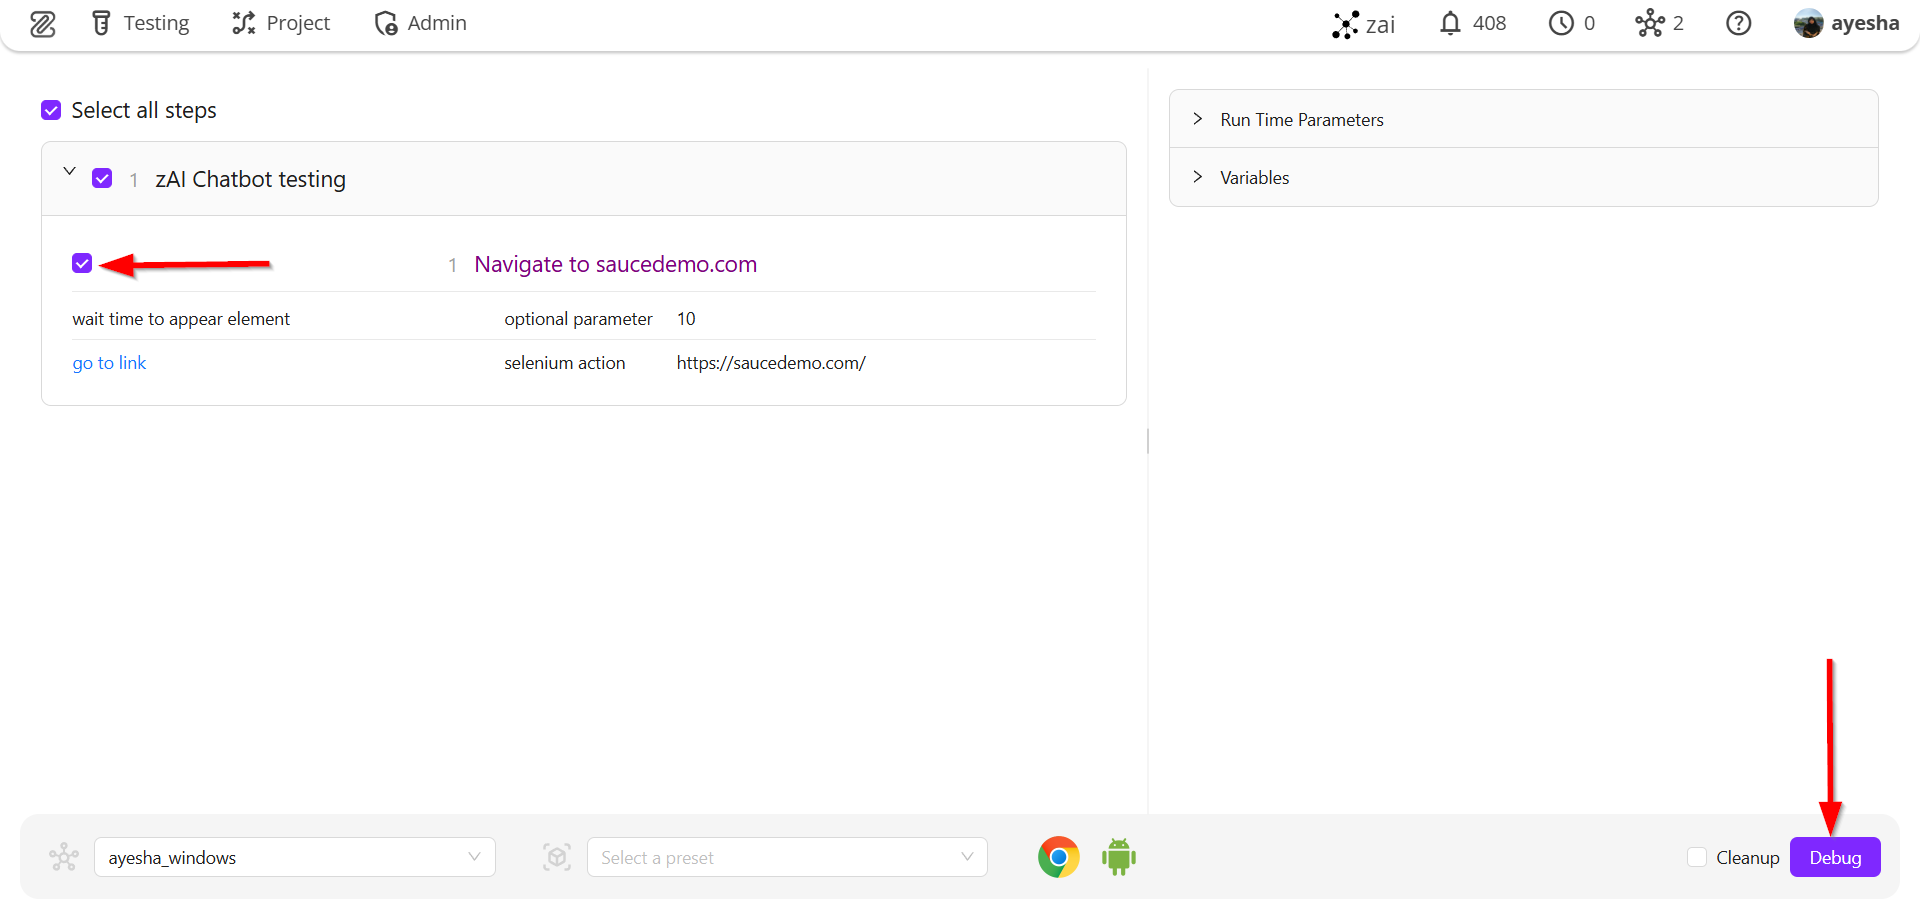 Testing Project Admin zai 408 0 2 ayesha
Select all steps
1 zAI Chatbot testing
1 Navigate to saucedemo.com
wait time to appear element optional parameter 10
go to link selenium action https://saucedemo.com/
Run Time Parameters
Variables
ayesha_windows Select a preset Cleanup Debug